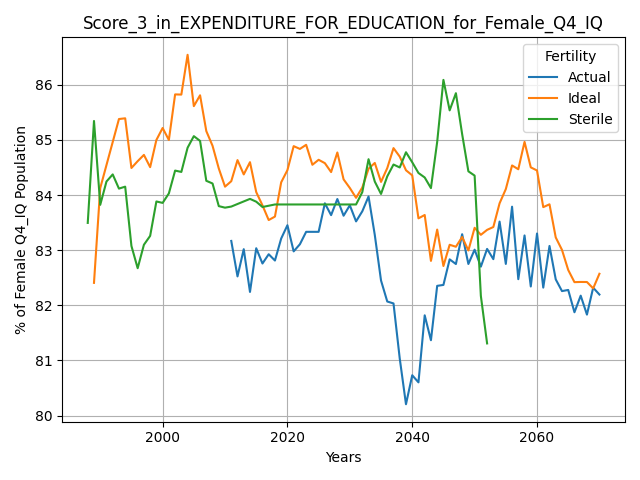 Score_3_in_EXPENDITURE_FOR_EDUCATION_for_Female_Q4_IQ
Fertility
Actual
Ideal
Sterile
% of Female Q4_IQ Population
86
85
84
83
82
81
80
2000
2020
2040
2060
Years